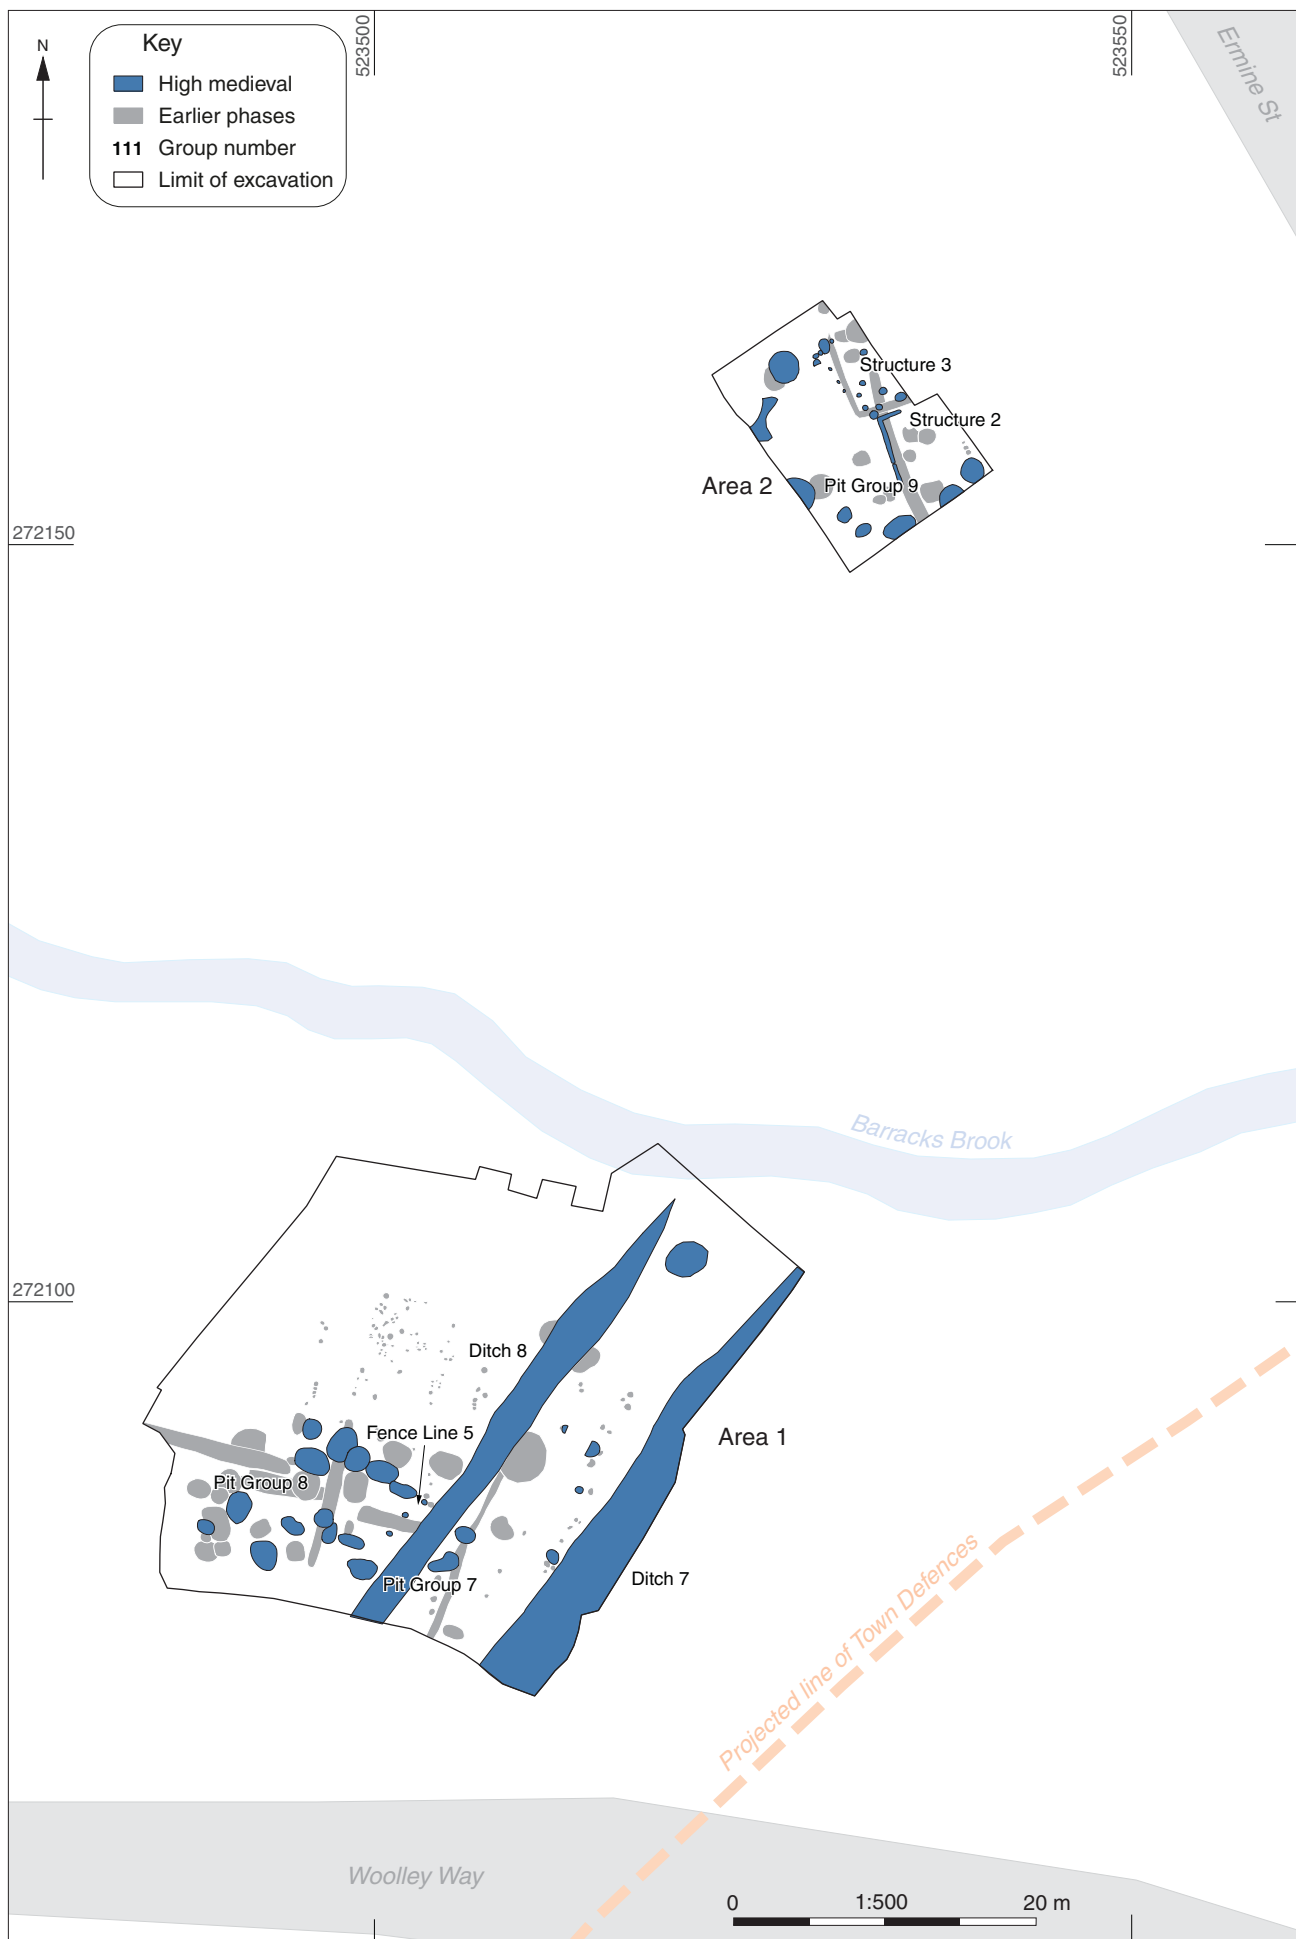 N
Key
High medieval
Earlier phases
111 Group number
Limit of excavation
523500
523550
Ermine St
Structure 3
Structure 2
Area 2
Pit Group 9
272150
Barracks Brook
272100
Ditch 8
Fence Line 5
Area 1
Pit Group 8
Pit Group 7
Ditch 7
Projected line of Town Defences
Woolley Way
0 1:500 20 m